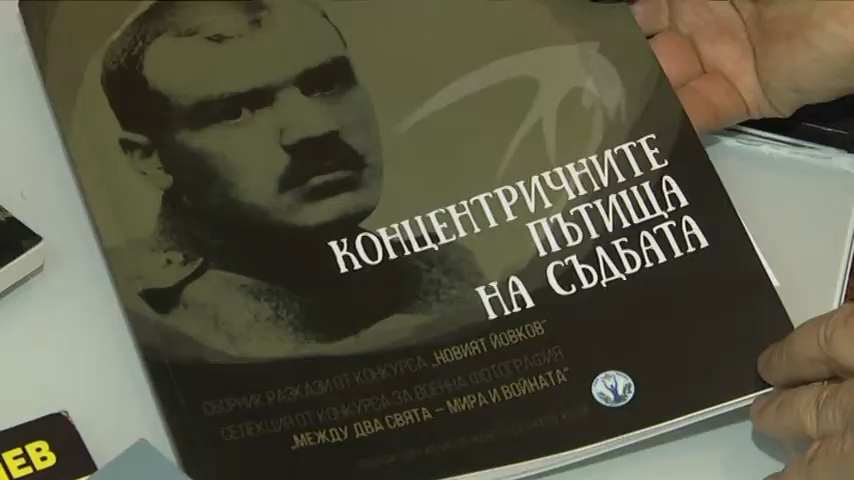 КОНЦЕНТРИЧНИТЕ
ПЪТИЩА
НА СЪДБАТА
СБОРНИК РАЗКАЗИ ОТ КОНКУРСА „НОВИЯТ ЙОВКОВ“
СЕЛЕКЦИЯ ОТ КОНКУРСА ЗА ВОЕННА ФОТОГРАФИЯ
„МЕЖДУ ДВА СВЯТА – МИРА И ВОЙНАТА“
ЧЕВ